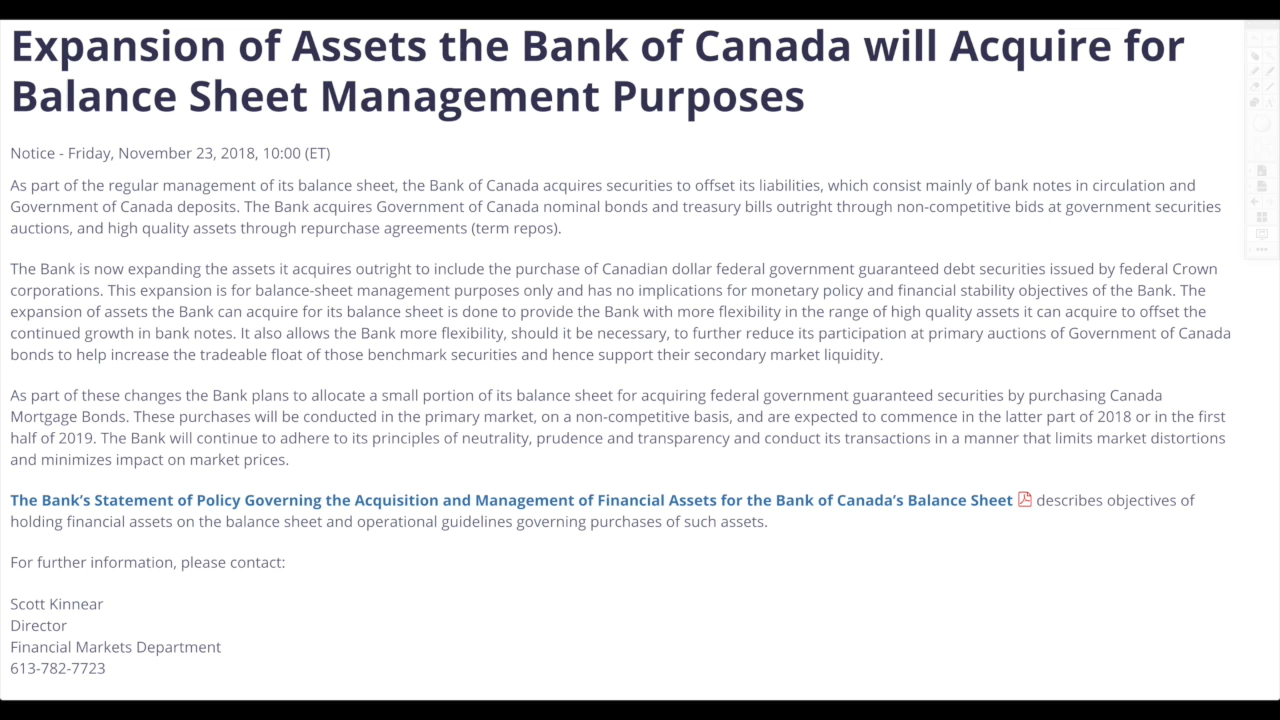 Expansion of Assets the Bank of Canada will Acquire for
Balance Sheet Management Purposes
Notice - Friday, November 23, 2018, 10:00 (ET)
As part of the regular management of its balance sheet, the Bank of Canada acquires securities to offset its liabilities, which consist mainly of bank notes in circulation and
Government of Canada deposits. The Bank acquires Government of Canada nominal bonds and treasury bills outright through non-competitive bids at government securities
auctions, and high quality assets through repurchase agreements (term repos).
The Bank is now expanding the assets it acquires outright to include the purchase of Canadian dollar federal government guaranteed debt securities issued by federal Crown
corporations. This expansion is for balance-sheet management purposes only and has no implications for monetary policy and financial stability objectives of the Bank. The
expansion of assets the Bank can acquire for its balance sheet is done to provide the Bank with more flexibility in the range of high quality assets it can acquire to offset the
continued growth in bank notes. It also allows the Bank more flexibility, should it be necessary, to further reduce its participation at primary auctions of Government of Canada
bonds to help increase the tradeable float of those benchmark securities and hence support their secondary market liquidity.
As part of these changes the Bank plans to allocate a small portion of its balance sheet for acquiring federal government guaranteed securities by purchasing Canada
Mortgage Bonds. These purchases will be conducted in the primary market, on a non-competitive basis, and are expected to commence in the latter part of 2018 or in the first
half of 2019. The Bank will continue to adhere to its principles of neutrality, prudence and transparency and conduct its transactions in a manner that limits market distortions
and minimizes impact on market prices.
The Bank's Statement of Policy Governing the Acquisition and Management of Financial Assets for the Bank of Canada's Balance Sheet describes objectives of
holding financial assets on the balance sheet and operational guidelines governing purchases of such assets.
For further information, please contact:
Scott Kinnear
Director
Financial Markets Department
613-782-7723